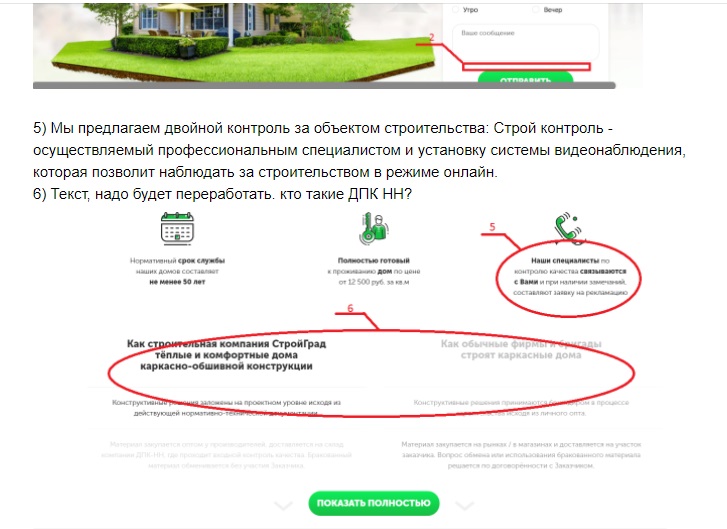 Утро Вечер
Ваше сообщение
2
ОТПРАВИТЬ
5) Мы предлагаем двойной контроль за объектом строительства: Строй контроль -
осуществляемый профессиональным специалистом и установку системы видеонаблюдения,
которая позволит наблюдать за строительством в режиме онлайн.
6) Текст, надо будет переработать. кто такие ДПК НН?
5
Нормативный срок службы
наших домов составляет
не менее 50 лет
Полностью готовый
к проживанию дом по цене
от 12 500 руб. за кв.м
Наши специалисты по
контролю качества связываются
с Вами и при наличии замечаний,
составляют заявку на рекламацию
6
Как строительная компания СтройГрад
тёплые и комфортные дома
каркасно-обшивной конструкции
Как обычные фирмы и бригады
строят каркасные дома
Конструктивные решения заложены на проектном уровне исходя из
действующей нормативно-технической документации
Конструктивные решения принимаются в процессе
исходя из личного опта.
Материал закупается оптом у производителей, доставляется на склад
компании ДПК-НН, где проходит входной контроль качества. Бракованный
материал обменивается без участия Заказчика.
Материал закупается на рынках / в магазинах и доставляется на участок
заказчика. Вопрос обмена или использования бракованного материала
решается по договорённости с Заказчиком.
ПОКАЗАТЬ ПОЛНОСТЬЮ